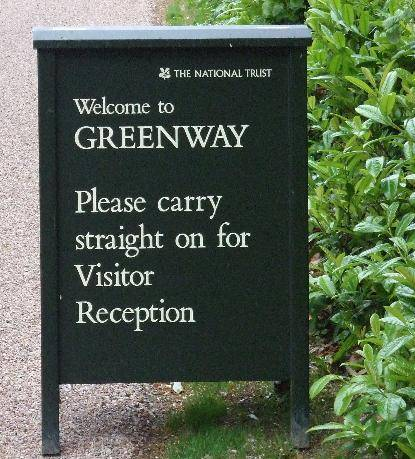 THE NATIONAL TRUST
Welcome to
GREENWAY
Please carry
straight on for
Visitor
Reception